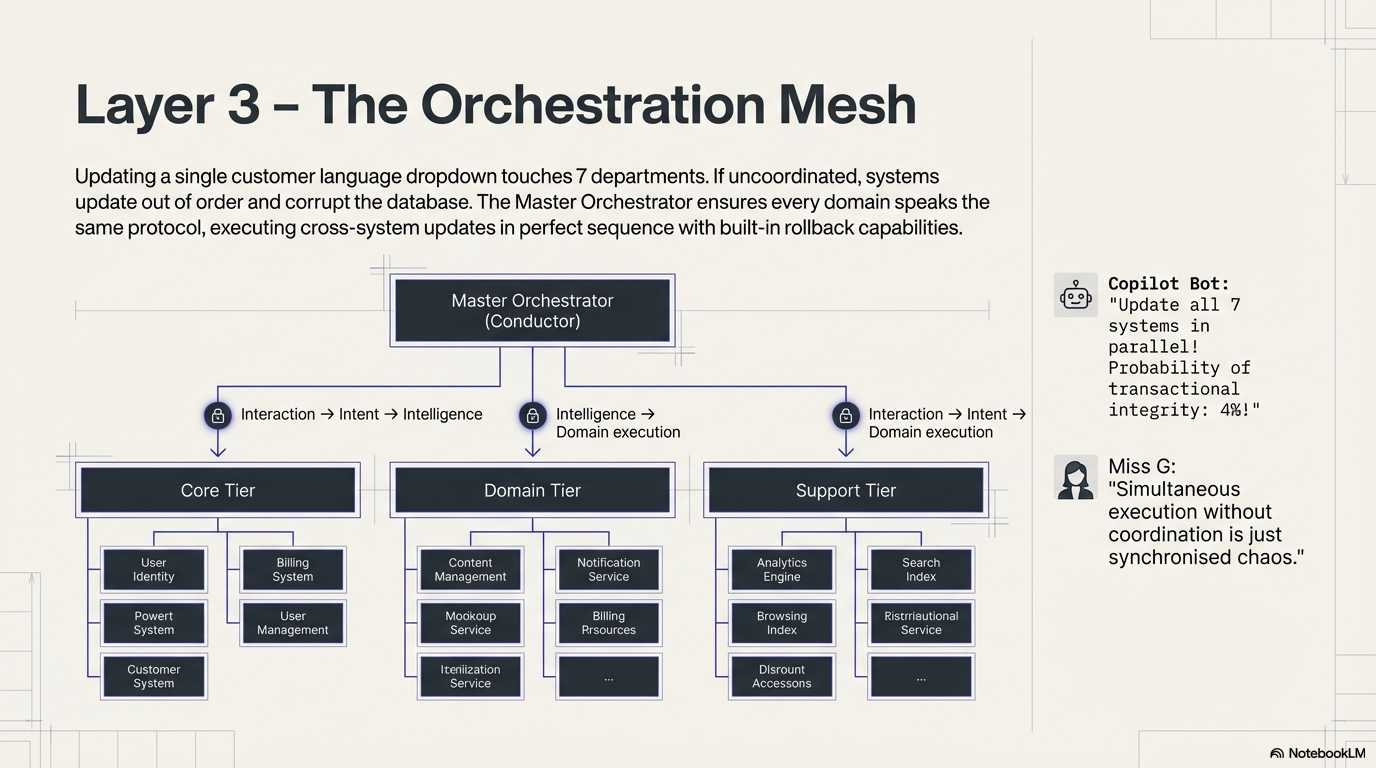 Layer 3 – The Orchestration Mesh
Updating a single customer language dropdown touches 7 departments. If uncoordinated, systems
update out of order and corrupt the database. The Master Orchestrator ensures every domain speaks the
same protocol, executing cross-system updates in perfect sequence with built-in rollback capabilities.
Master Orchestrator
(Conductor)
Interaction → Intent → Intelligence
Intelligence →
Domain execution
Interaction → Intent →
Domain execution
Core Tier
User
Identity
Billing
System
Powert
System
User
Management
Customer
System
Domain Tier
Content
Management
Notification
Service
Mookoup
Service
Billing
Rrsources
Service
...
Support Tier
Analytics
Engine
Search
Index
Browsing
Index
Service
Disrount
Accessons
...
Copilot Bot:
"Update all 7
systems in
parallel!
Probability of
transactional
integrity: 4%!"
Miss G:
"Simultaneous
execution without
coordination is just
synchronised chaos."
NotebookLM